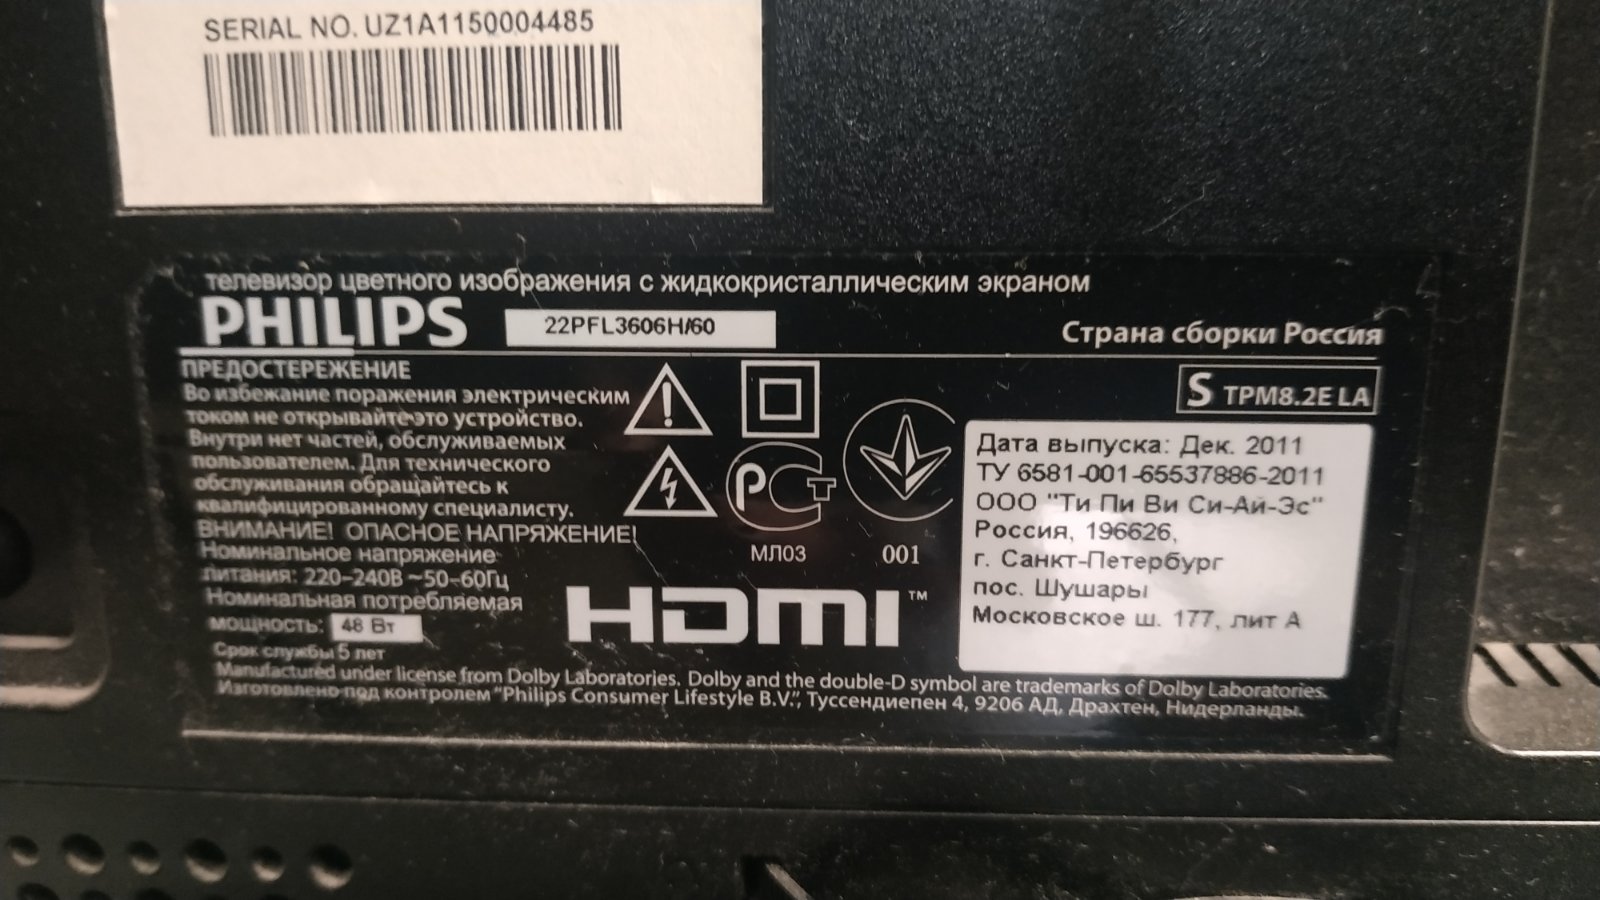 SERIAL NO. UZ1A1150004485
телевизор цветного изображения с жидкокристаллическим экраном
PHILIPS 22PFL3606H/60
Страна сборки Россия
ПРЕДОСТЕРЕЖЕНИЕ
Во избежание поражения электрическим
током не открывайте это устройство.
Внутри нет частей, обслуживаемых
пользователем. Для технического
обслуживания обращайтесь к
квалифицированному специалисту.
ВНИМАНИЕ! ОПАСНОЕ НАПРЯЖЕНИЕ!
Номинальное напряжение
питания: 220–240В ~50–60Гц
Номинальная потребляемая
мощность: 48 Вт
Срок службы 5 лет
РСТ
МЛ03
001
HDMI™
S TPM8.2E LA
Дата выпуска: Дек. 2011
ТУ 6581-001-65537886-2011
ООО "Ти Пи Ви Си-Ай-Эс"
Россия, 196626,
г. Санкт-Петербург
пос. Шушары
Московское ш. 177, лит А
Manufactured under license from Dolby Laboratories. Dolby and the double-D symbol are trademarks of Dolby Laboratories.
Изготовлено под контролем "Philips Consumer Lifestyle B.V.", Туссендиепен 4, 9206 АД, Драхтен, Нидерланды.